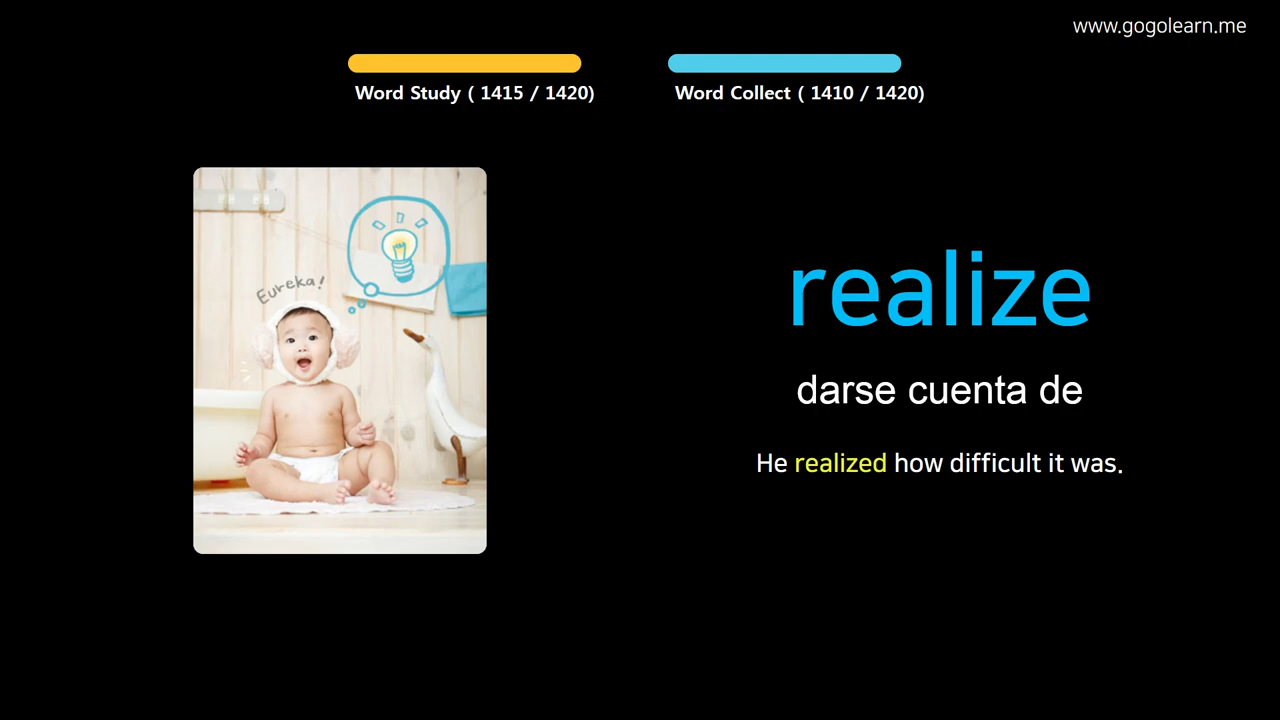 www.gogolearn.me
Word Study ( 1415 / 1420)
Word Collect ( 1410 / 1420)
Eureka!
realize
darse cuenta de
He realized how difficult it was.